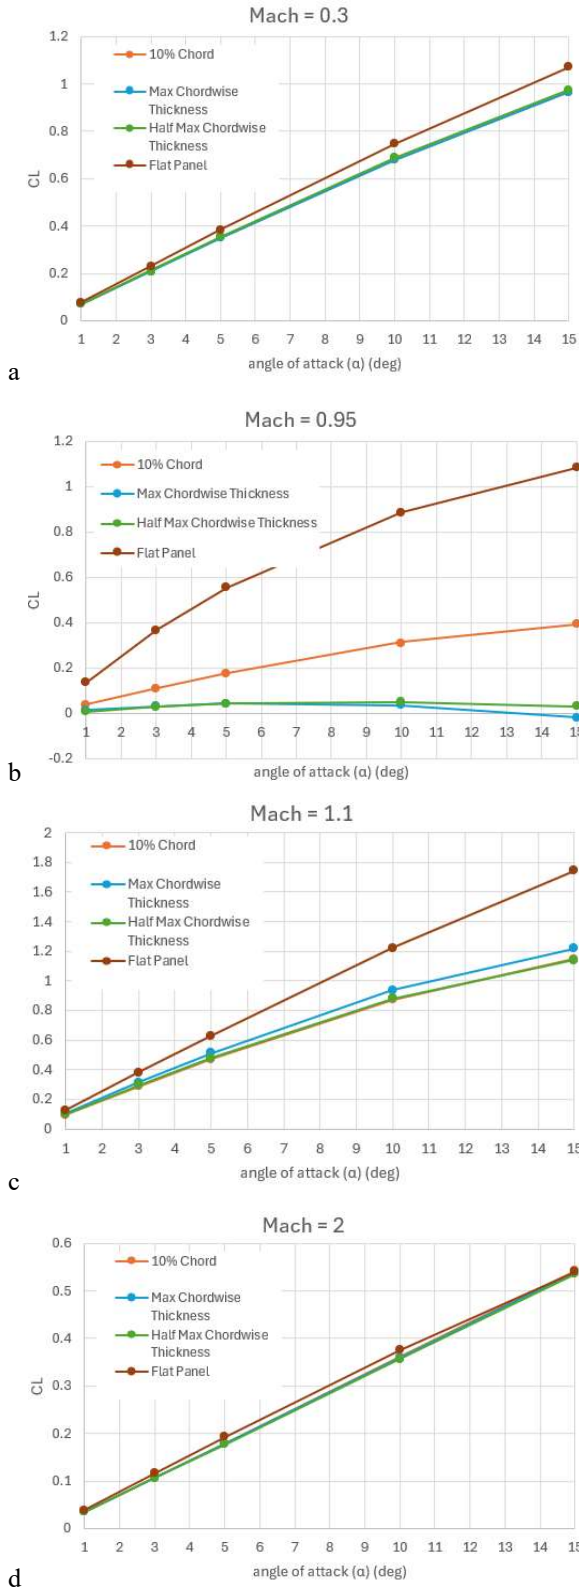 Mach = 0.3
1.2
1
0.8
0.6
0.4
0.2
0
CL
10% Chord
Max Chordwise
Thickness
Half Max Chordwise
Thickness
Flat Panel
1 2 3 4 5 6 7 8 9 10 11 12 13 14 15
angle of attack (α) (deg)
a
Mach = 0.95
1.2
1
0.8
0.6
0.4
0.2
0
-0.2
CL
10% Chord
Max Chordwise Thickness
Half Max Chordwise Thickness
Flat Panel
1 2 3 4 5 6 7 8 9 10 11 12 13 14 15
angle of attack (α) (deg)
b
Mach = 1.1
2
1.8
1.6
1.4
1.2
1
0.8
0.6
0.4
0.2
0
CL
10% Chord
Max Chordwise
Thickness
Half Max Chordwise
Thickness
Flat Panel
1 2 3 4 5 6 7 8 9 10 11 12 13 14 15
angle of attack (α) (deg)
c
Mach = 2
0.6
0.5
0.4
0.3
0.2
0.1
0
CL
10% Chord
Max Chordwise
Thickness
Half Max Chordwise
Thickness
Flat Panel
1 2 3 4 5 6 7 8 9 10 11 12 13 14 15
angle of attack (α) (deg)
d